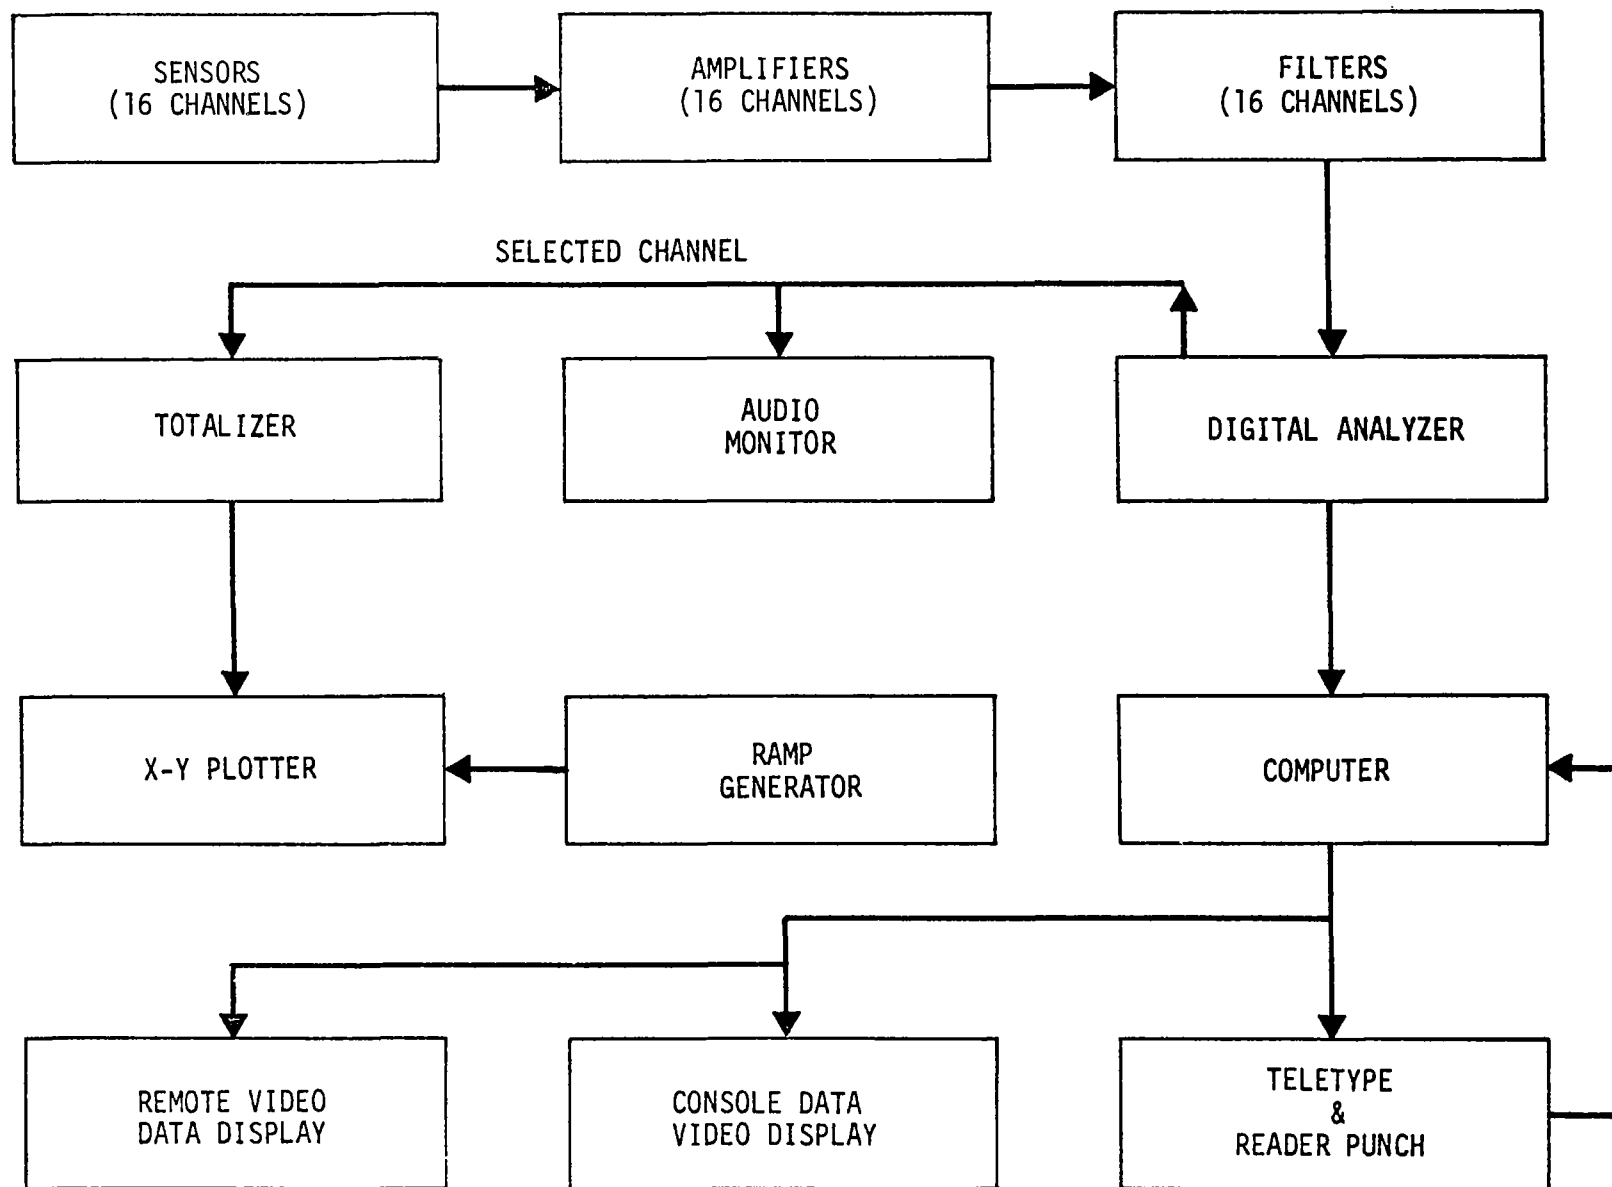 SENSORS
(16 CHANNELS)
AMPLIFIERS
(16 CHANNELS)
FILTERS
(16 CHANNELS)
SELECTED CHANNEL
TOTALIZER
AUDIO
MONITOR
DIGITAL ANALYZER
X-Y PLOTTER
RAMP
GENERATOR
COMPUTER
REMOTE VIDEO
DATA DISPLAY
CONSOLE DATA
VIDEO DISPLAY
TELETYPE
&
READER PUNCH